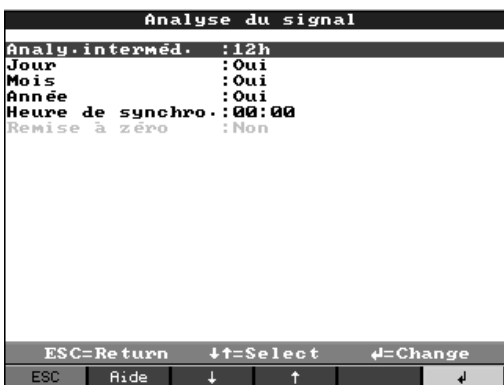 Analyse du signal
Analy.interméd. :12h
Jour :Oui
Mois :Oui
Année :Oui
Heure de synchro.:00:00
Remise à zéro :Non
ESC=Return ↓↑=Select ↵=Change
ESC Aide ↓ ↑ ↵